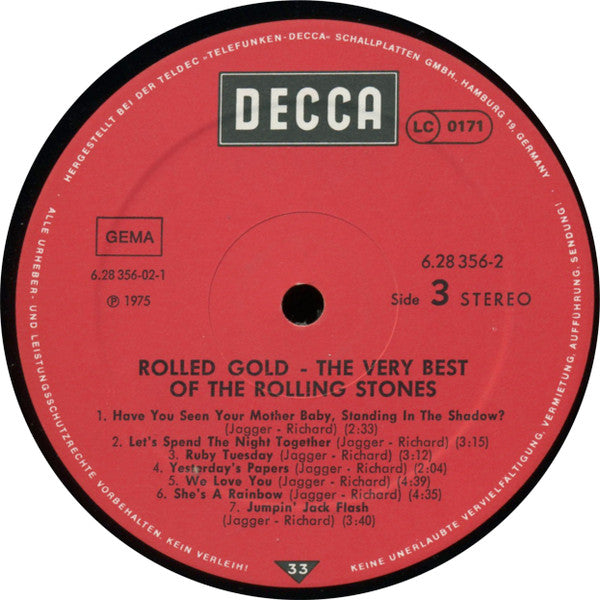 HERGESTELLT BEI DER TELDEC »TELEFUNKEN-DECCA« SCHALLPLATTEN GMBH., HAMBURG 19, GERMANY
DECCA
LC 0171
GEMA
6.28 356-02-1
℗ 1975
6.28 356-2
Side 3 STEREO
ROLLED GOLD - THE VERY BEST
OF THE ROLLING STONES
1. Have You Seen Your Mother Baby, Standing In The Shadow?
(Jagger - Richard) (2:33)
2. Let's Spend The Night Together (Jagger - Richard) (3:15)
3. Ruby Tuesday (Jagger - Richard) (3:12)
4. Yesterday's Papers (Jagger - Richard) (2:04)
5. We Love You (Jagger - Richard) (4:39)
6. She's A Rainbow (Jagger - Richard) (4:35)
7. Jumpin' Jack Flash
(Jagger - Richard) (3:40)
33
· ALLE URHEBER- UND LEISTUNGSSCHUTZRECHTE VORBEHALTEN. KEIN VERLEIH!
KEINE UNERLAUBTE VERVIELFALTIGUNG, VERMIETUNG, AUFFÜHRUNG, SENDUNG! ·